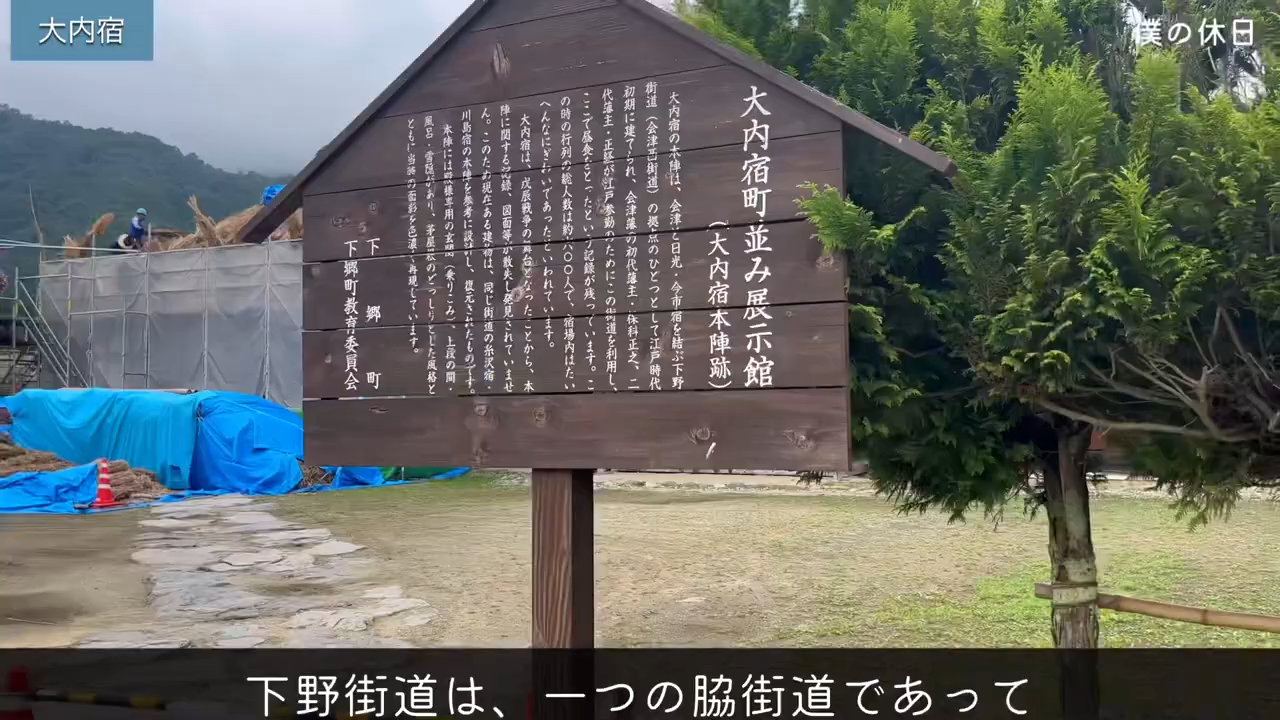 大内宿
僕の休日
大内宿町並み展示館
(大内宿本陣跡)
大内宿の本陣は、会津と日光・今市宿を結ぶ下野
街道（会津西街道）の拠点のひとつとして江戸時代
初期に建てられ、会津藩の初代藩主・保科正之、二
代藩主・正経が江戸参勤のためにこの街道を利用し、
ここで昼食をとったという記録が残っています。こ
の時の行列の総人数は約六〇〇人で、宿場内はたい
へんなにぎわいであったといわれています。
大内宿は、戊辰戦争の舞台となったことから、本
陣に関する記録、図面等が散失し発見されていませ
ん。このため現在ある建物は、同じ街道の糸沢宿、
川島宿の本陣を参考に設計し、復元されたものです。
本陣には殿様専用の玄関（乗りこみ）、上段の間、
風呂・雪隠があり、茅屋根のどっしりとした風格と
ともに当時の面影を色濃く再現しています。
下郷町
下郷町教育委員会
下野街道は、一つの脇街道であって